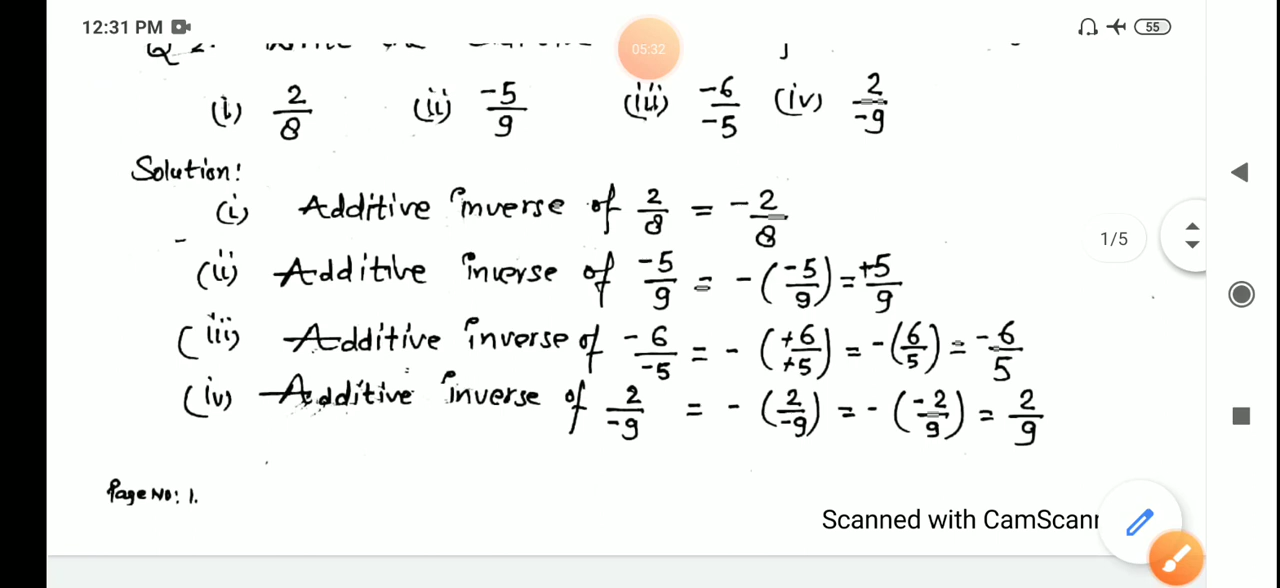 12:31 PM 55
05:32
(i) 2/8 (ii) -5/9 (iii) -6/-5 (iv) 2/-9
Solution:
(i) Additive inverse of 2/8 = -2/8
1/5
(ii) Additive inverse of -5/9 = -(-5/9) = +5/9
(iii) Additive inverse of -6/-5 = -(+6/+5) = -(6/5) = -6/5
(iv) Additive inverse of 2/-9 = -(2/-9) = -(-2/9) = 2/9
Page No: 1.
Scanned with CamScanr